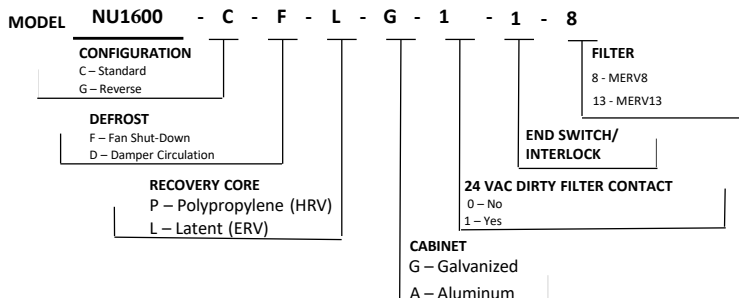 MODEL NU1600 - C - F - L - G - 1 - 1 - 8
CONFIGURATION
C – Standard
G – Reverse
FILTER
8 - MERV8
13 - MERV13
DEFROST
F – Fan Shut-Down
D – Damper Circulation
END SWITCH/
INTERLOCK
RECOVERY CORE
P – Polypropylene (HRV)
L – Latent (ERV)
24 VAC DIRTY FILTER CONTACT
0 – No
1 – Yes
CABINET
G – Galvanized
A – Aluminum